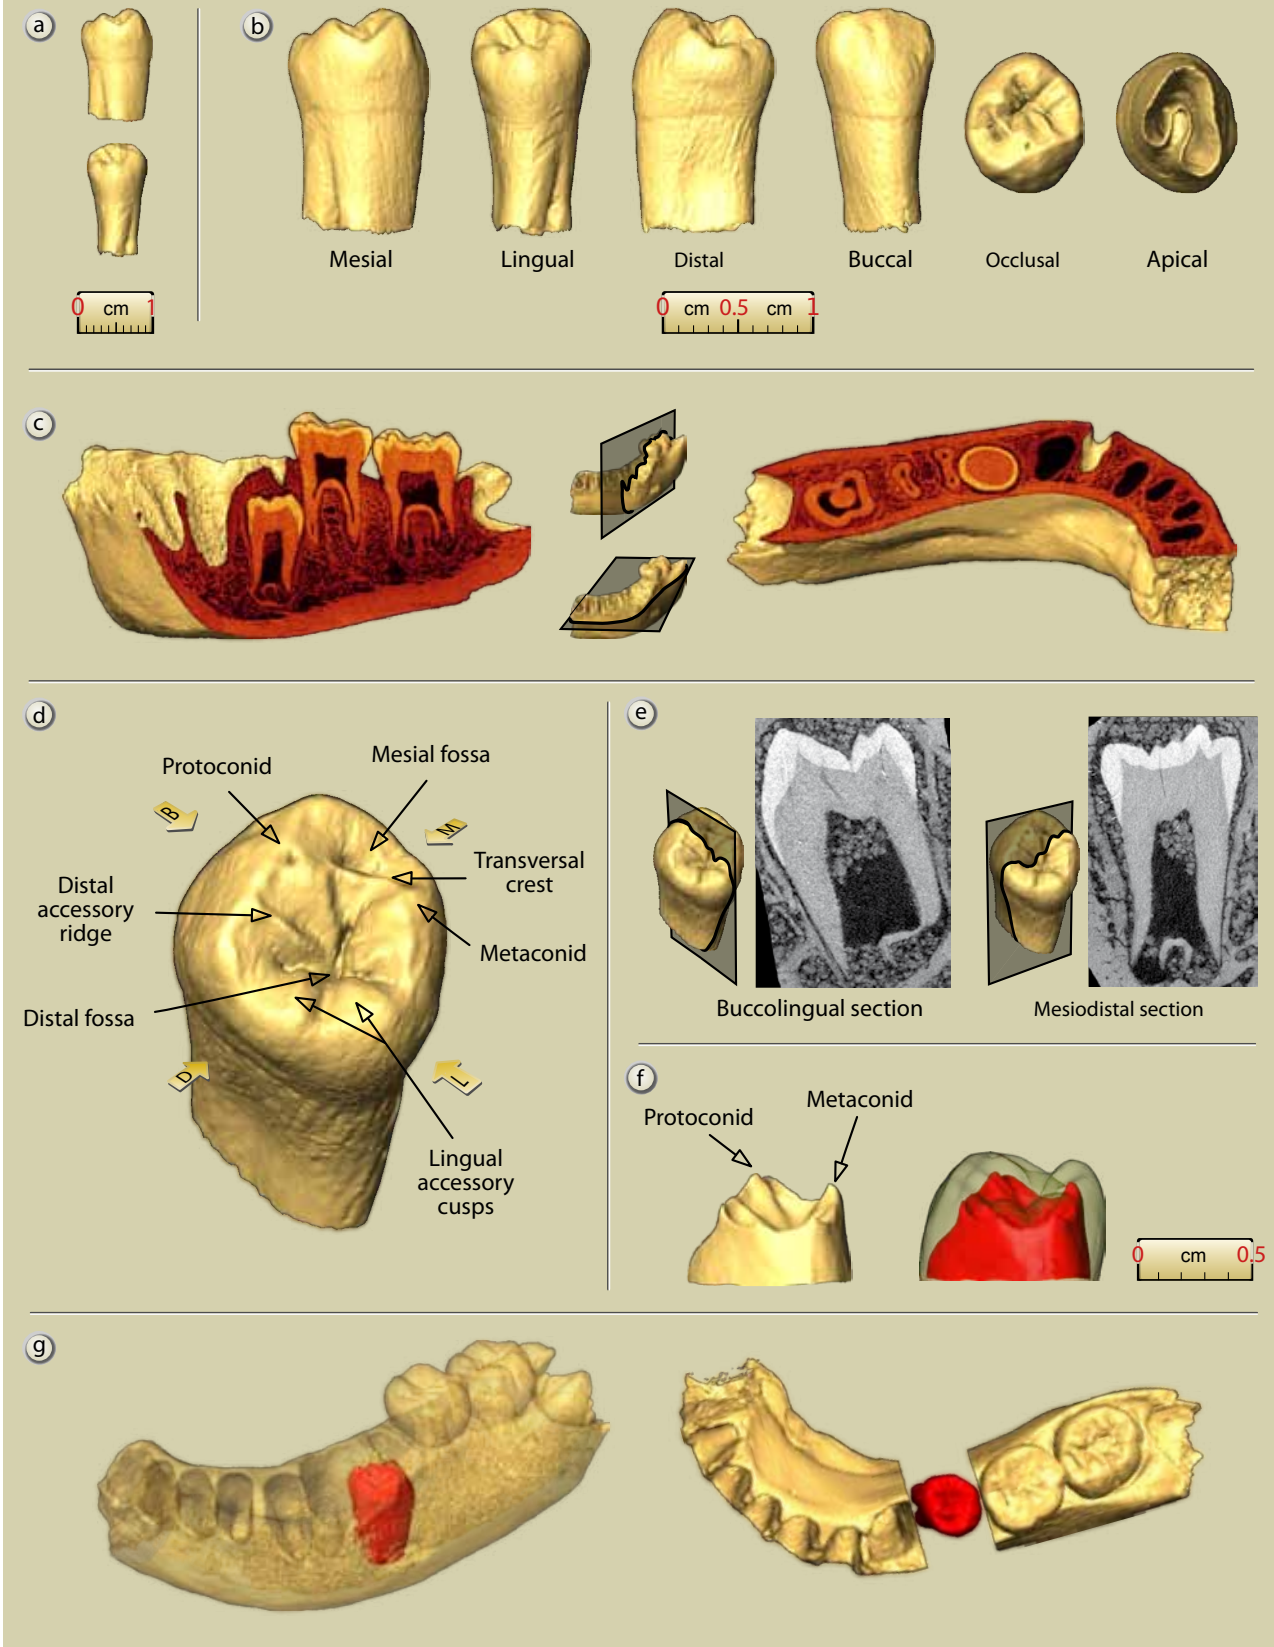 a
b
Mesial
Lingual
Distal
Buccal
Occlusal
Apical
0 cm 1
0 cm 0.5 cm 1
c
d
Protoconid
Mesial fossa
B
M
Transversal
crest
Distal
accessory
ridge
Metaconid
Distal fossa
D
L
Lingual
accessory
cusps
e
Buccolingual section
Mesiodistal section
f
Protoconid
Metaconid
0 cm 0.5
g